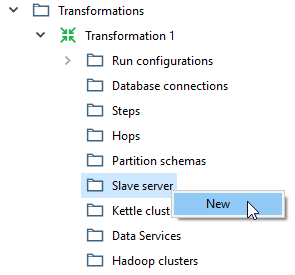 Transformations
Transformation 1
Run configurations
Database connections
Steps
Hops
Partition schemas
Slave server
New
Kettle clust
Data Services
Hadoop clusters